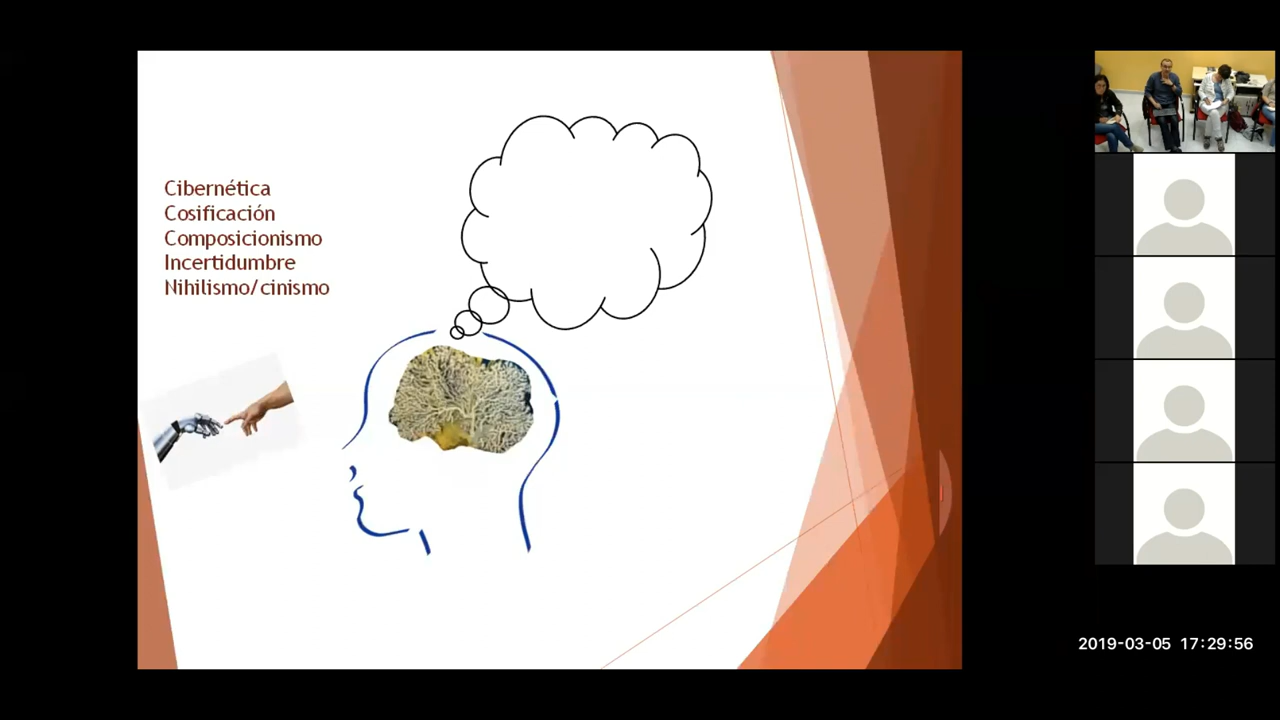 Cibernética
Cosificación
Composicionismo
Incertidumbre
Nihilismo/cinismo
2019-03-05 17:29:56